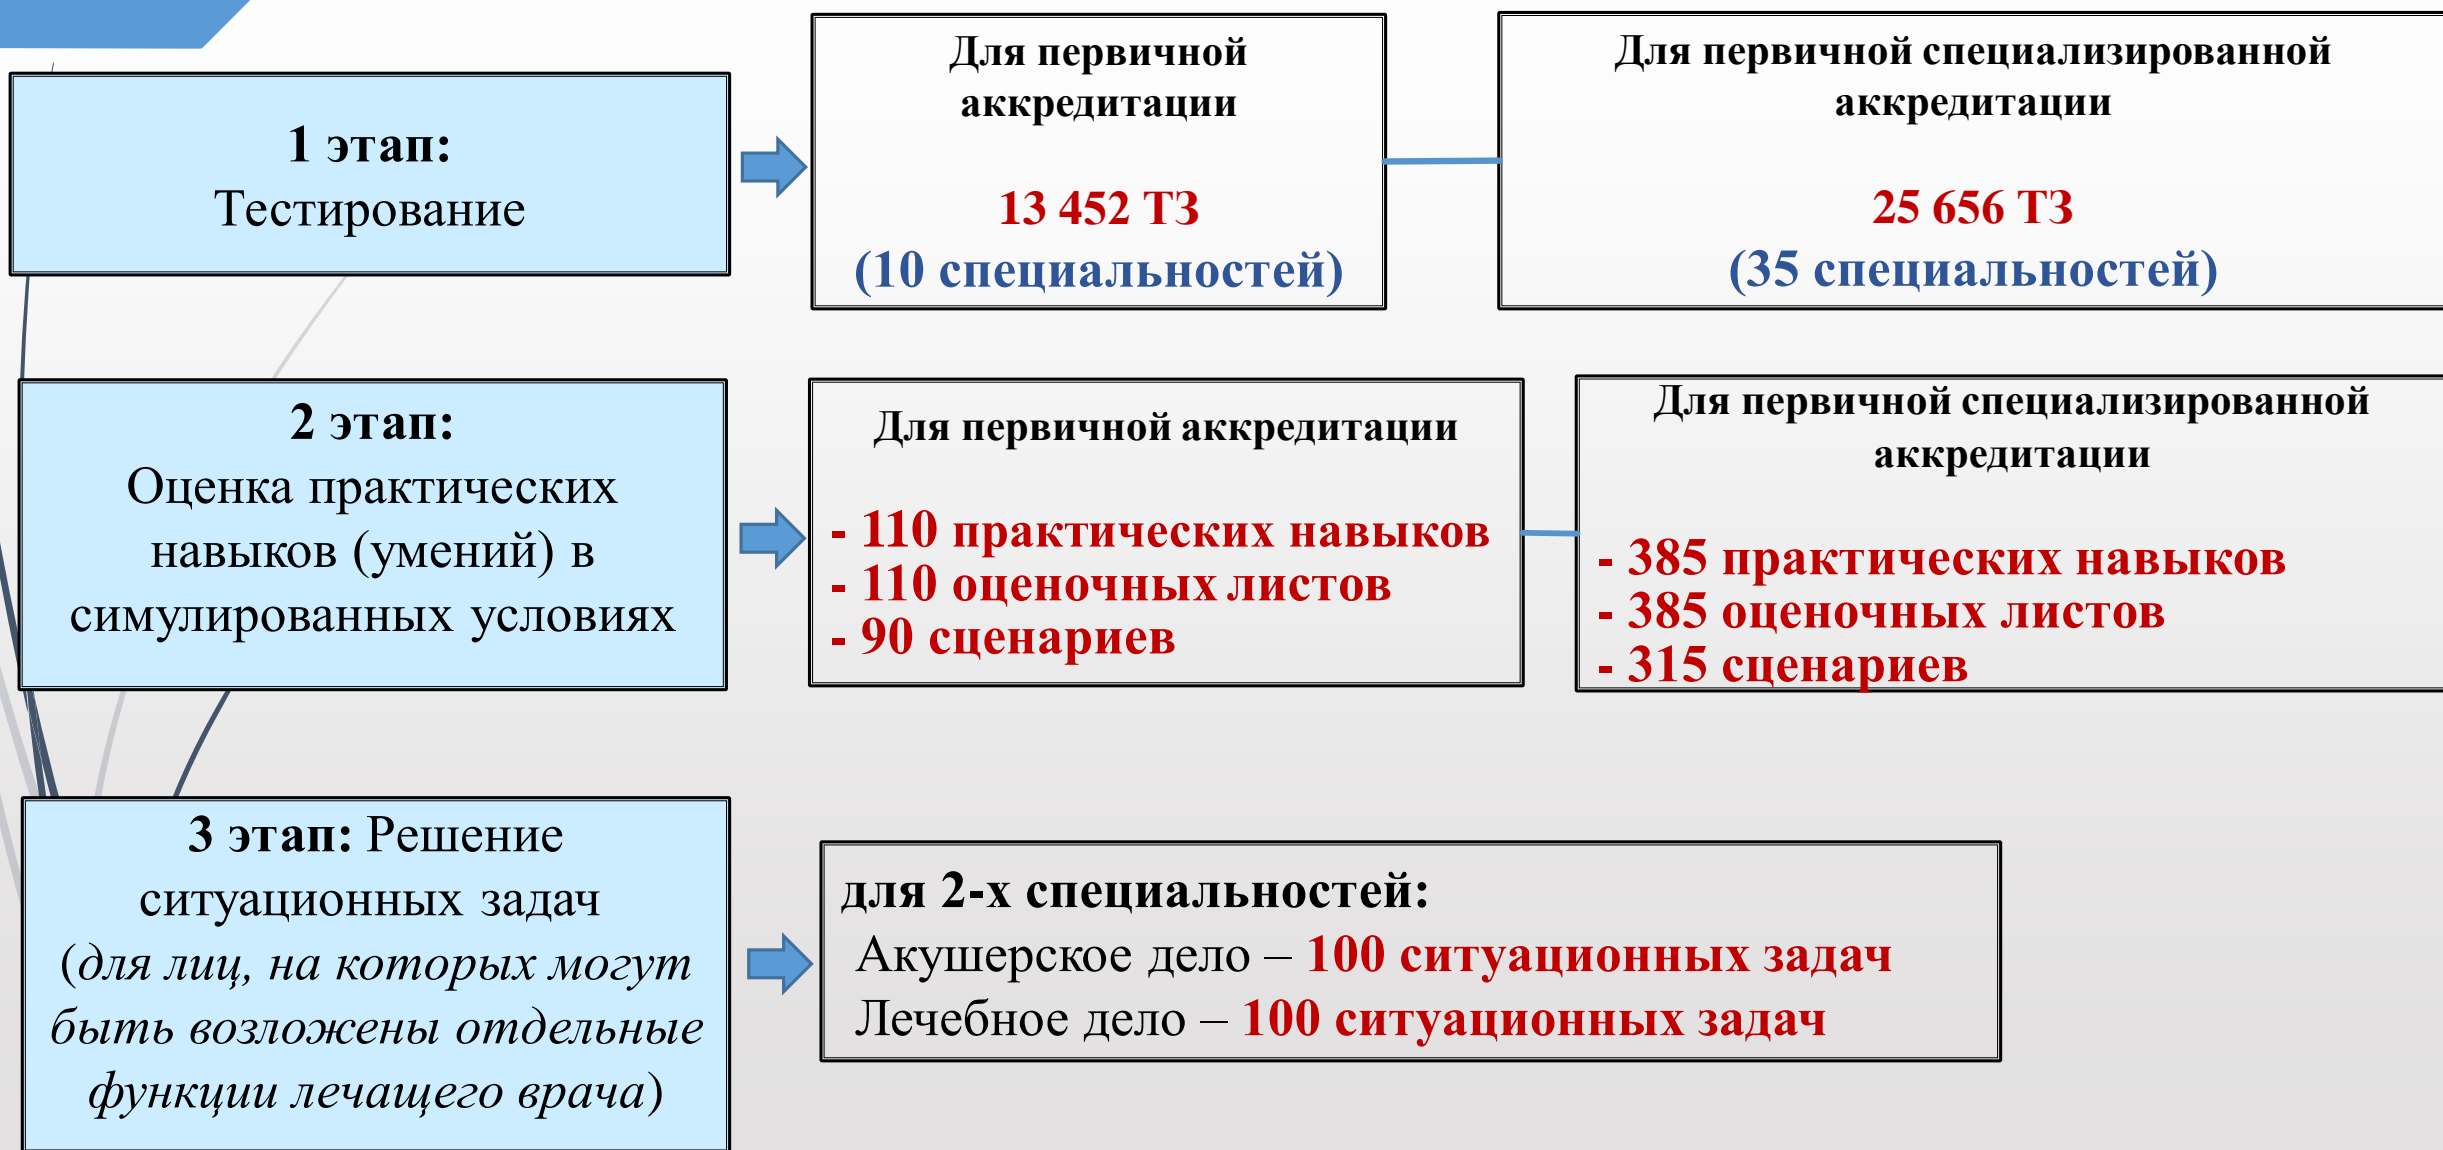 1 этап:
Тестирование
Для первичной
аккредитации
13 452 ТЗ
(10 специальностей)
Для первичной специализированной
аккредитации
25 656 ТЗ
(35 специальностей)
2 этап:
Оценка практических
навыков (умений) в
симулированных условиях
Для первичной аккредитации
- 110 практических навыков
- 110 оценочных листов
- 90 сценариев
Для первичной специализированной
аккредитации
- 385 практических навыков
- 385 оценочных листов
- 315 сценариев
3 этап: Решение
ситуационных задач
(для лиц, на которых могут
быть возложены отдельные
функции лечащего врача)
для 2-х специальностей:
Акушерское дело – 100 ситуационных задач
Лечебное дело – 100 ситуационных задач